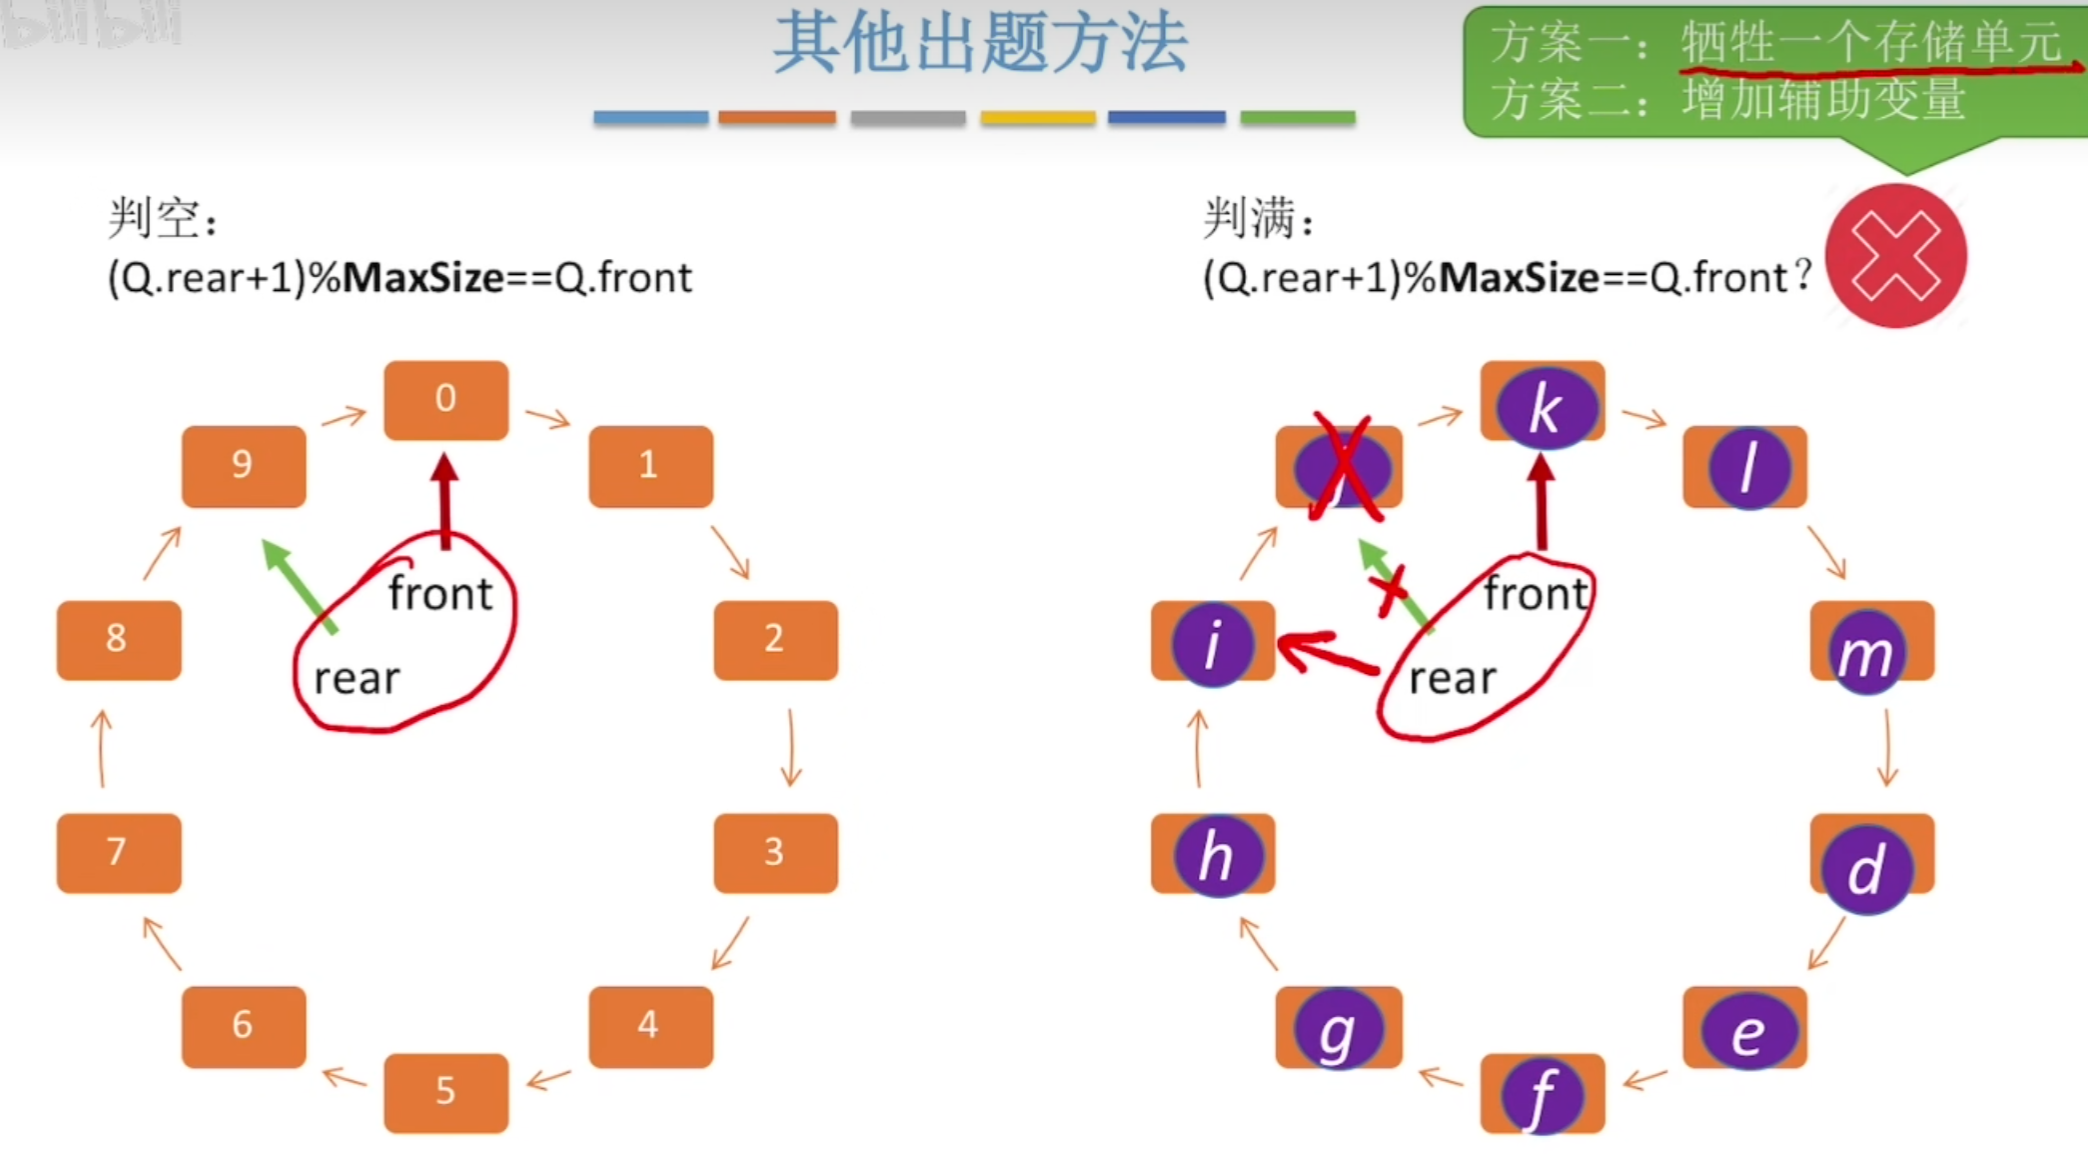 bilibili
其他出题方法
方案一：牺牲一个存储单元
方案二：增加辅助变量
判空：
(Q.rear+1)%MaxSize==Q.front
判满：
(Q.rear+1)%MaxSize==Q.front？
0
9
1
front
8
rear
2
7
3
6
4
5
k
j
l
front
i
rear
m
h
d
g
e
f